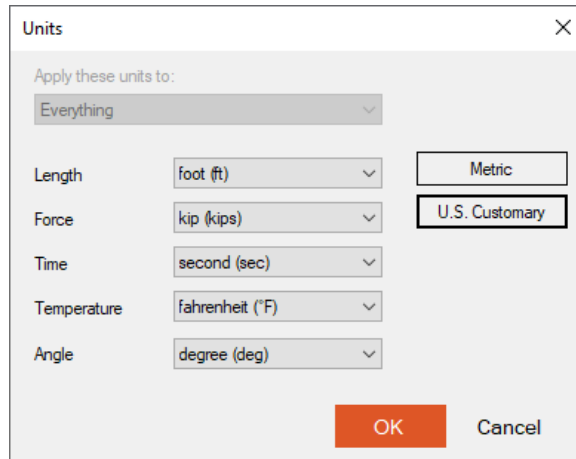 Units
Apply these units to:
Everything
Length foot (ft) Metric
Force kip (kips) U.S. Customary
Time second (sec)
Temperature fahrenheit (°F)
Angle degree (deg)
OK Cancel